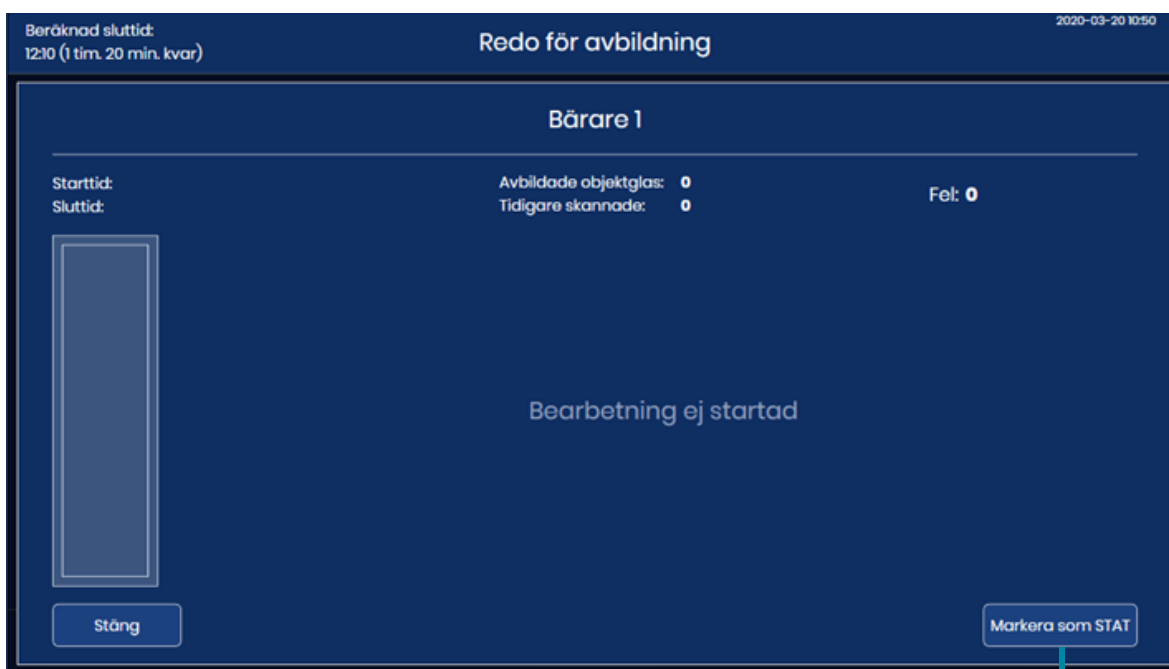 Beräknad sluttid:
12:10 (1 tim. 20 min. kvar)
Redo för avbildning
2020-03-20 10:50
Bärare 1
Starttid:
Sluttid:
Avbildade objektglas: 0
Tidigare skannade: 0
Fel: 0
Bearbetning ej startad
Stäng
Markera som STAT